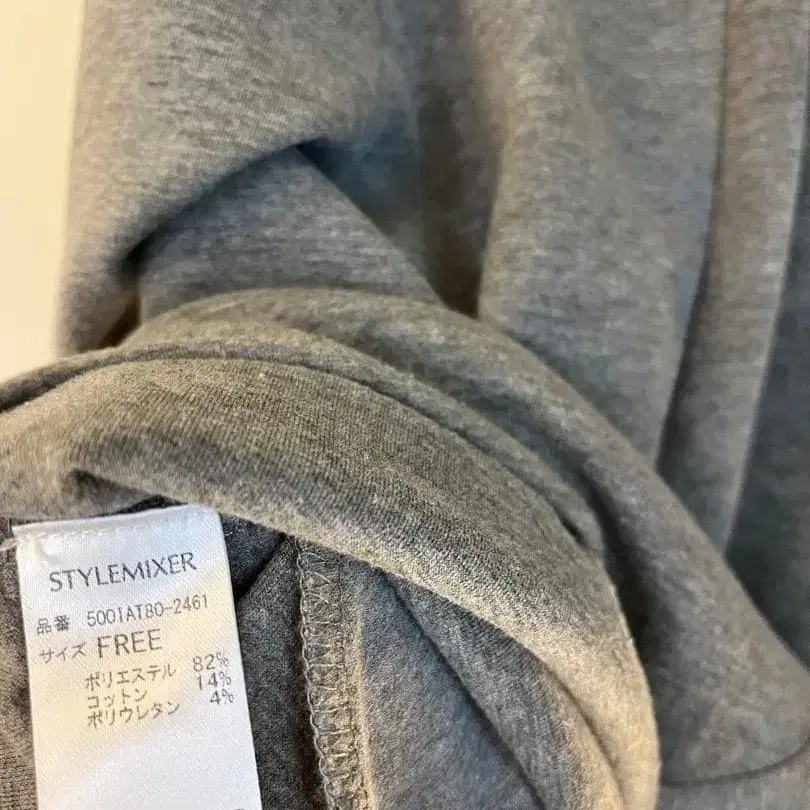 STYLEMIXER
品番 5001AT80-2461
サイズ FREE
ポリエステル 82%
コットン 14%
ポリウレタン 4%